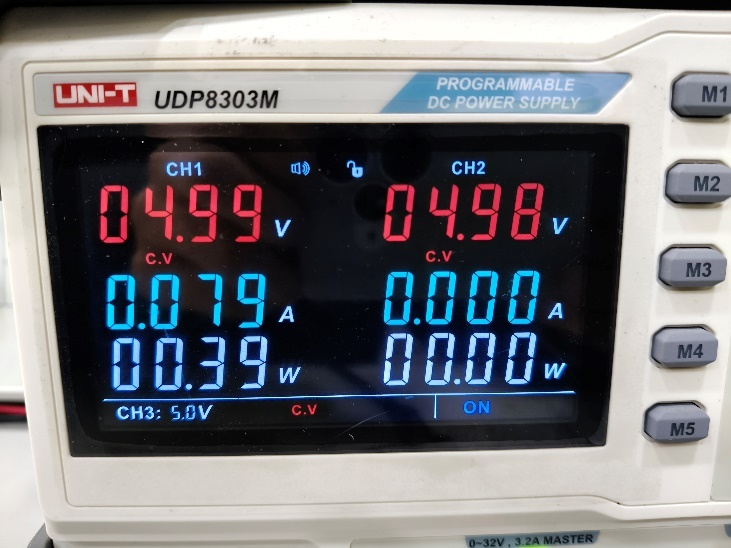 UNI-T UDP8303M PROGRAMMABLE
DC POWER SUPPLY
M1
CH1 CH2
M2
04.99 V 04.98 V
C.V C.V
M3
0.079 A 0.000 A
00.39 W 00.00 W
M4
CH3: 5.0V C.V ON
M5
0~32V , 3.2A MASTER